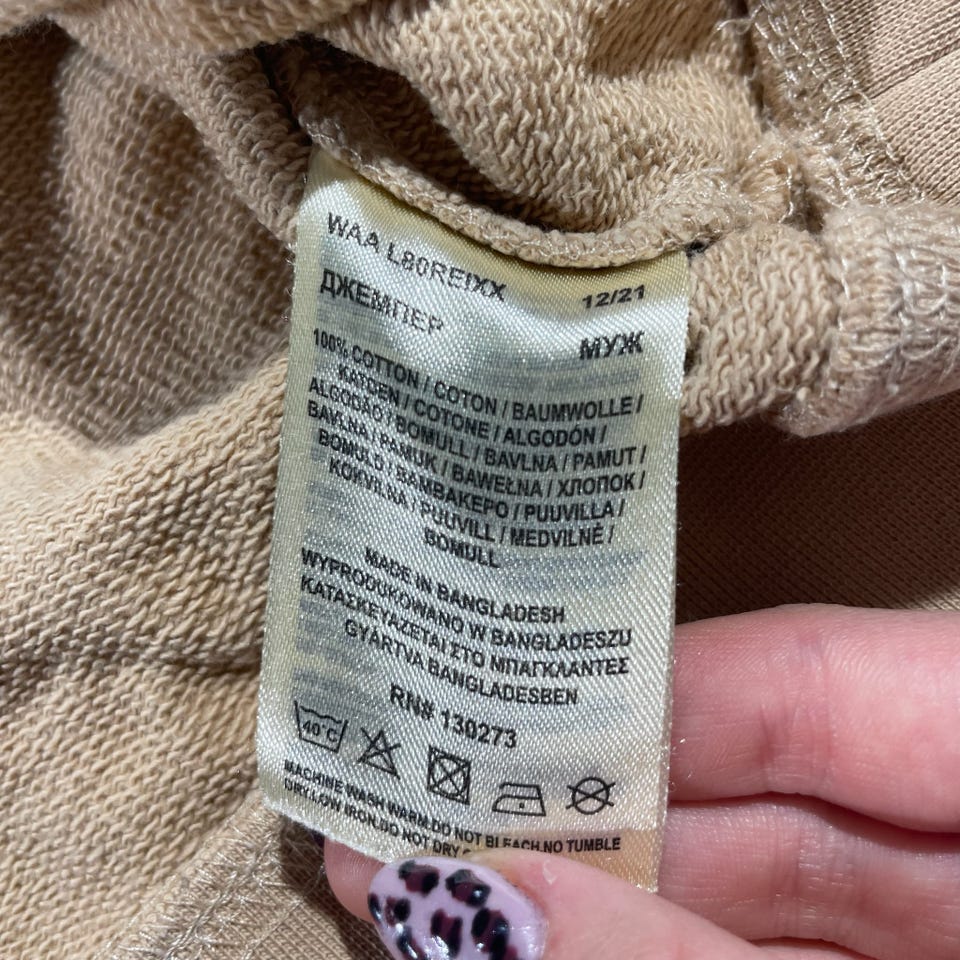 WAA L80REIXX
12/21
ДЖЕМПЕР
МУЖ
100% COTTON / COTON / BAUMWOLLE /
KATOEN / COTONE / ALGODÓN /
ALGODÃO / BOMULL / BAVLNA / PAMUT /
BAVLNA / PAMUK / BAWEŁNA / ХЛОПОК /
BOMULD / ΒΑΜΒΑΚΕΡΟ / PUUVILLA /
KOKVILNA / PUUVILL / MEDVILNĖ /
BOMULL
MADE IN BANGLADESH
WYPRODUKOWANO W BANGLADESZU
ΚΑΤΑΣΚΕΥΑΖΕΤΑΙ ΣΤΟ ΜΠΑΓΚΛΑΝΤΕΣ
GYÁRTVA BANGLADESBEN
RN# 130273
40°C
MACHINE WASH WARM.DO NOT BLEACH.NO TUMBLE
DRY.LOW IRON.DO NOT DRY